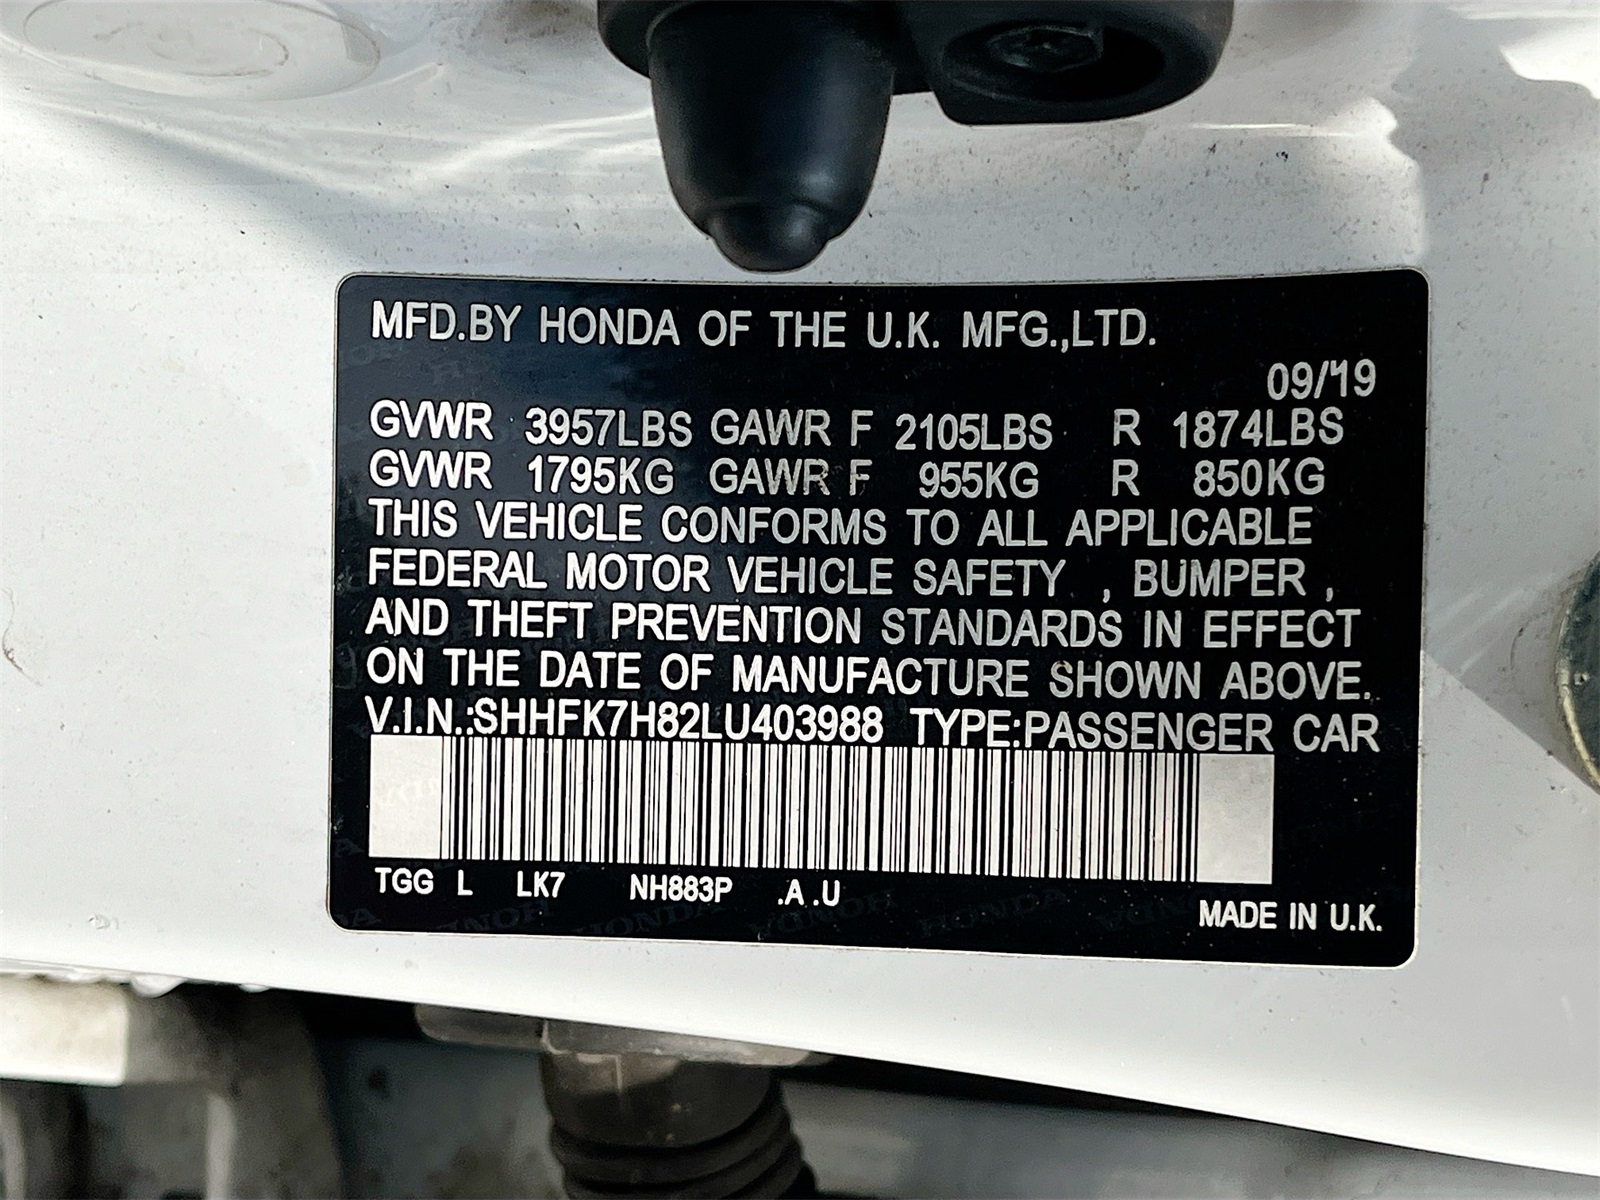 MFD.BY HONDA OF THE U.K. MFG.,LTD.
09/19
GVWR 3957LBS GAWR F 2105LBS R 1874LBS
GVWR 1795KG GAWR F 955KG R 850KG
THIS VEHICLE CONFORMS TO ALL APPLICABLE
FEDERAL MOTOR VEHICLE SAFETY , BUMPER ,
AND THEFT PREVENTION STANDARDS IN EFFECT
ON THE DATE OF MANUFACTURE SHOWN ABOVE.
V.I.N.:SHHFK7H82LU403988 TYPE:PASSENGER CAR
TGG L LK7 NH883P .A .U
MADE IN U.K.